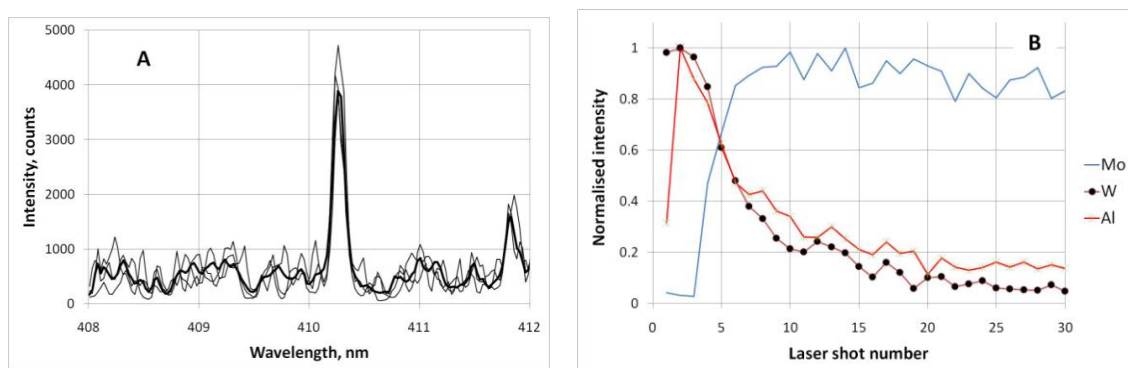 A
Intensity, counts
5000
4000
3000
2000
1000
0
408
409
410
411
412
Wavelength, nm
B
Normalised intensity
1
0.8
0.6
0.4
0.2
0
0
5
10
15
20
25
30
Laser shot number
Mo
W
Al